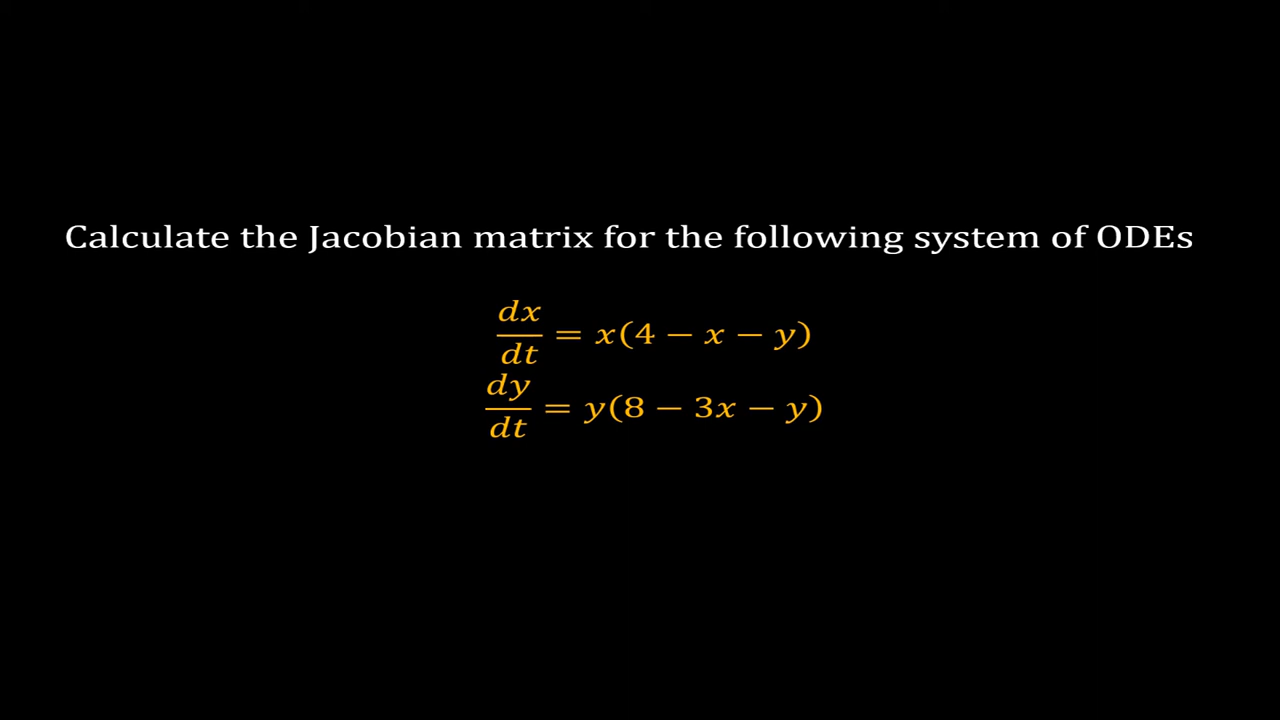 Calculate the Jacobian matrix for the following system of ODEs
dx/dt = x(4 − x − y)
dy/dt = y(8 − 3x − y)